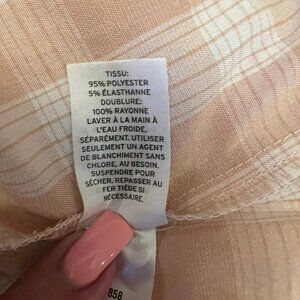 TISSU:
95% POLYESTER
5% ÉLASTHANNE
DOUBLURE:
100% RAYONNE
LAVER À LA MAIN À
L'EAU FROIDE,
SÉPARÉMENT. UTILISER
SEULEMENT UN AGENT
DE BLANCHIMENT SANS
CHLORE, AU BESOIN.
SUSPENDRE POUR
SÉCHER. REPASSER AU
FER TIÈDE SI
NÉCESSAIRE.
858